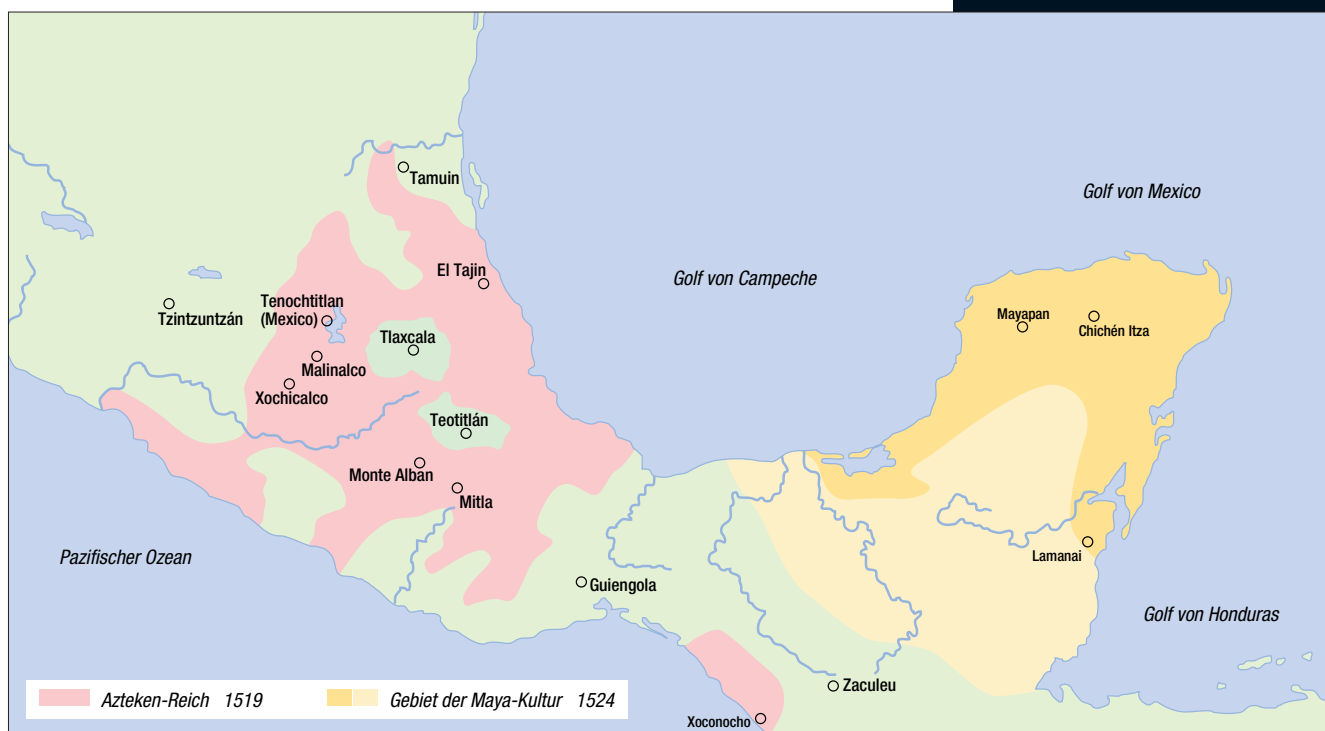 Tamuin
Golf von Mexico
El Tajin
Golf von Campeche
Tzintzuntzán
Tenochtitlan
(Mexico)
Mayapan
Chichén Itza
Tlaxcala
Malinalco
Xochicalco
Teotitlán
Monte Alban
Mitla
Pazifischer Ozean
Lamanai
Guiengola
Golf von Honduras
Zaculeu
Azteken-Reich 1519
Gebiet der Maya-Kultur 1524
Xoconocho